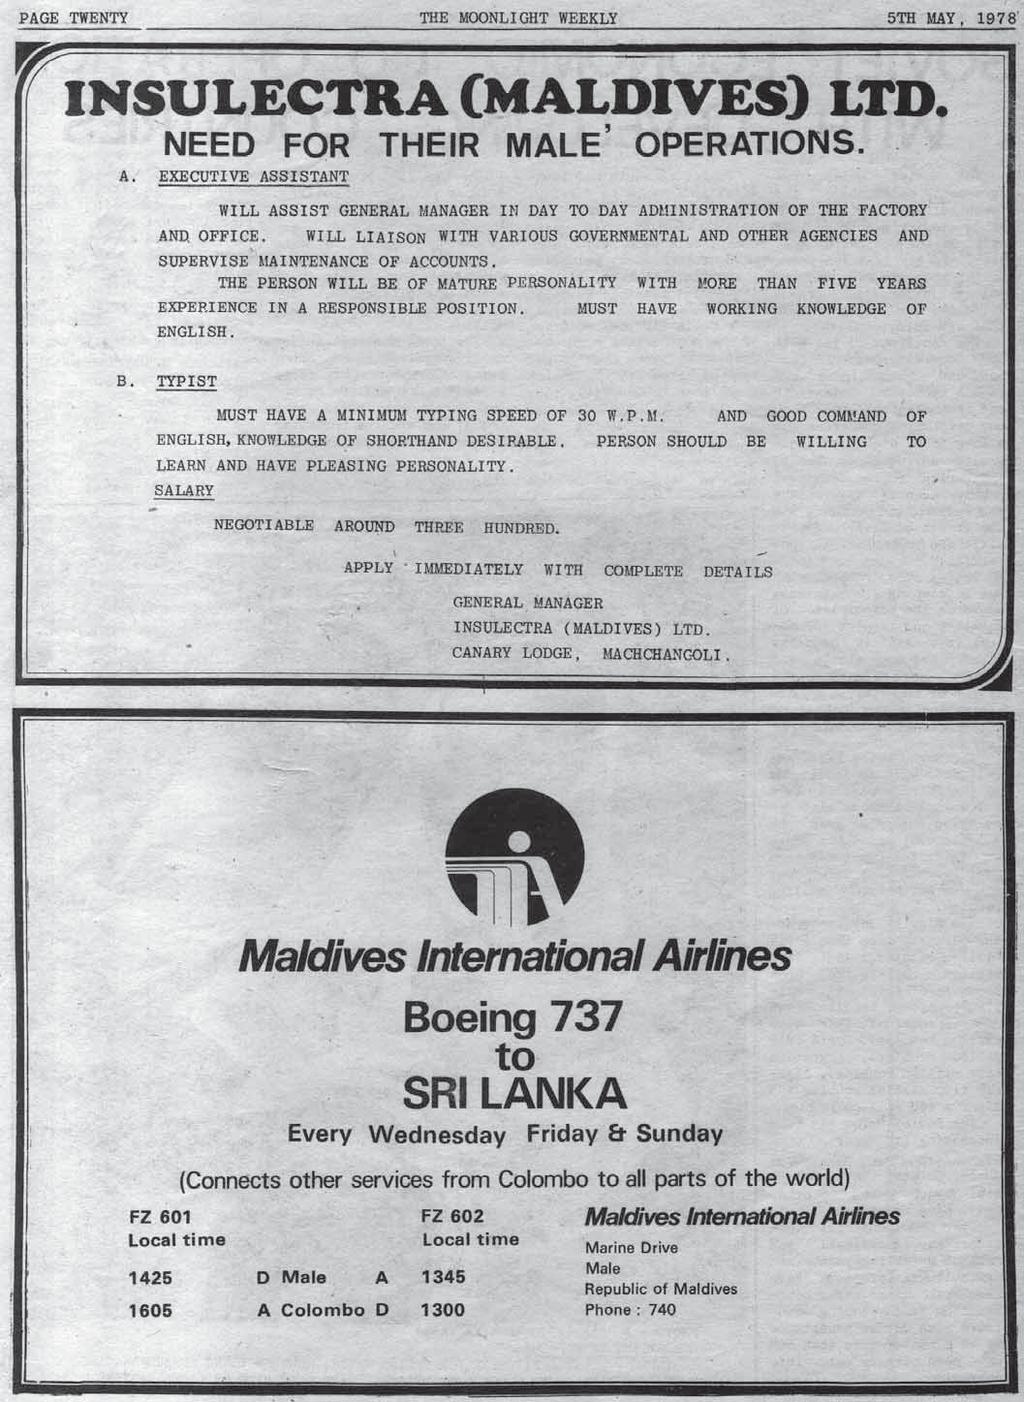 PAGE TWENTY THE MOONLIGHT WEEKLY 5TH MAY, 1978
INSULECTRA (MALDIVES) LTD.
NEED FOR THEIR MALE' OPERATIONS.
A. EXECUTIVE ASSISTANT
WILL ASSIST GENERAL MANAGER IN DAY TO DAY ADMINISTRATION OF THE FACTORY
AND OFFICE. WILL LIAISON WITH VARIOUS GOVERNMENTAL AND OTHER AGENCIES AND
SUPERVISE MAINTENANCE OF ACCOUNTS.
THE PERSON WILL BE OF MATURE PERSONALITY WITH MORE THAN FIVE YEARS
EXPERIENCE IN A RESPONSIBLE POSITION. MUST HAVE WORKING KNOWLEDGE OF
ENGLISH.
B. TYPIST
MUST HAVE A MINIMUM TYPING SPEED OF 30 W.P.M. AND GOOD COMMAND OF
ENGLISH, KNOWLEDGE OF SHORTHAND DESIRABLE. PERSON SHOULD BE WILLING TO
LEARN AND HAVE PLEASING PERSONALITY.
SALARY
NEGOTIABLE AROUND THREE HUNDRED.
APPLY IMMEDIATELY WITH COMPLETE DETAILS
GENERAL MANAGER
INSULECTRA (MALDIVES) LTD.
CANARY LODGE, MACHCHANGOLI.
Maldives International Airlines
Boeing 737
to
SRI LANKA
Every Wednesday Friday & Sunday
(Connects other services from Colombo to all parts of the world)
FZ 601 FZ 602
Local time Local time
1425 D Male A 1345
1605 A Colombo D 1300
Maldives International Airlines
Marine Drive
Male
Republic of Maldives
Phone : 740